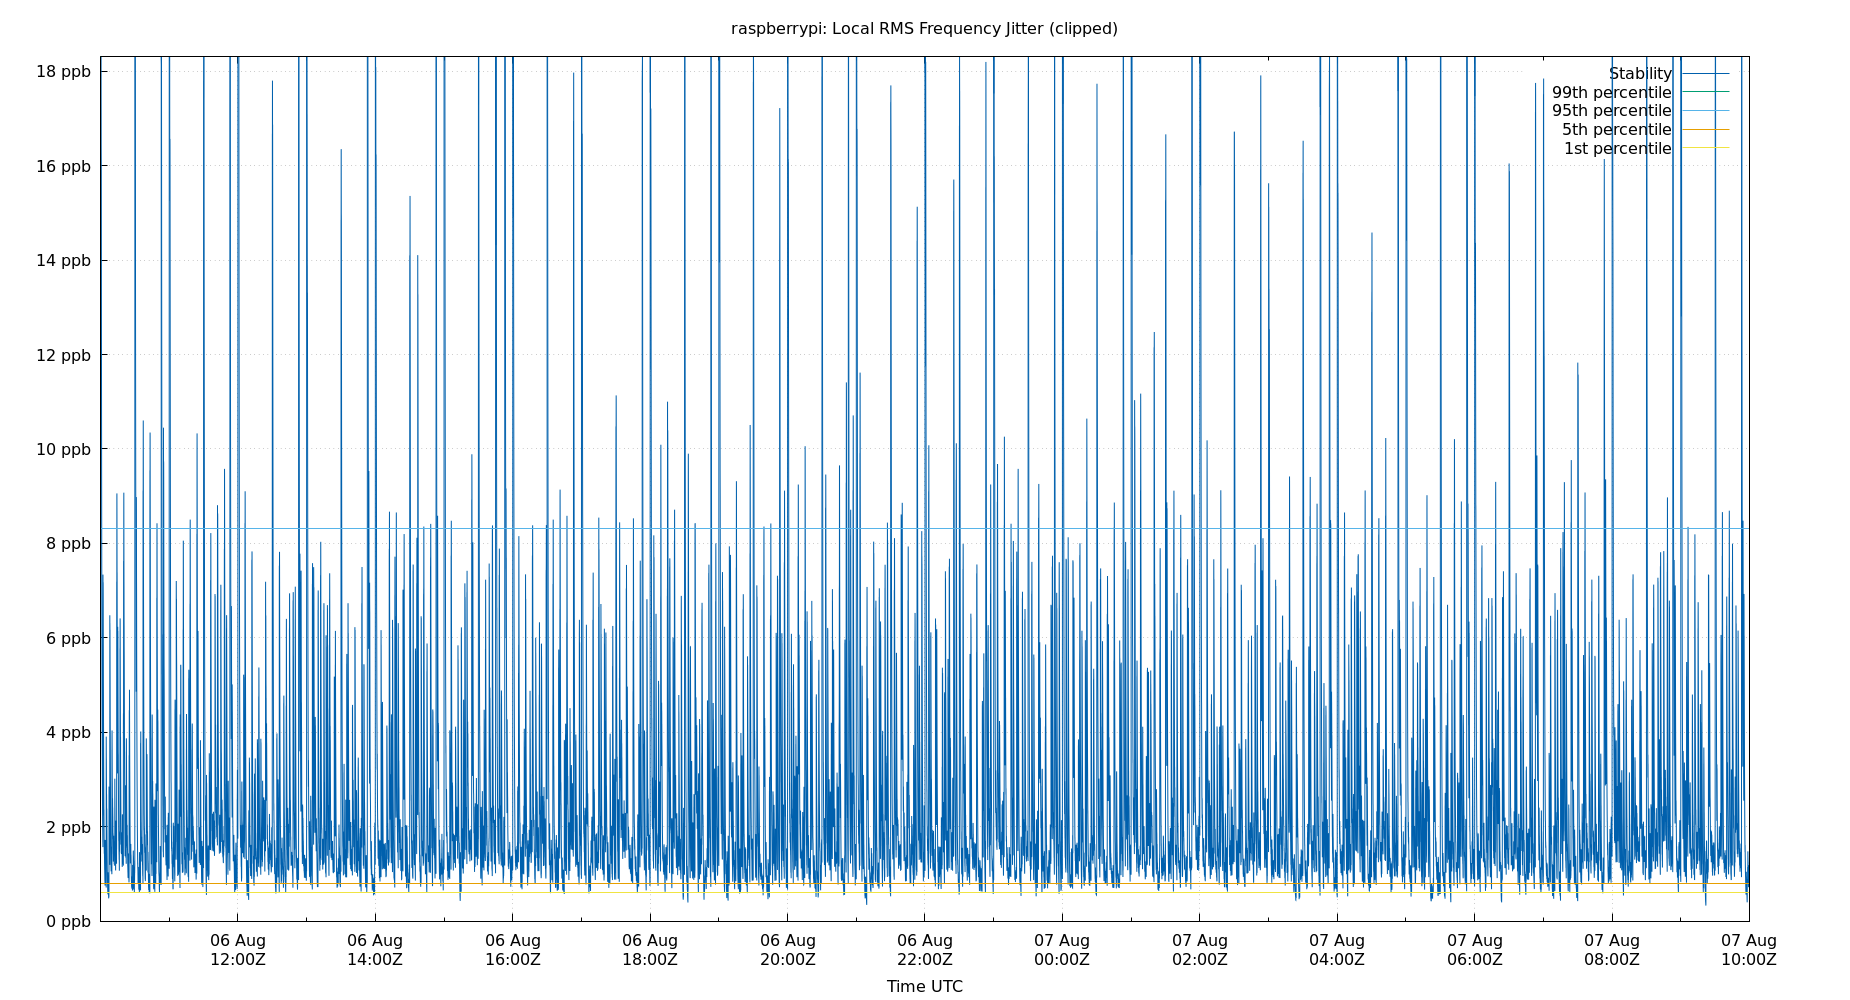 raspberrypi: Local RMS Frequency Jitter (clipped)
18 ppb
16 ppb
14 ppb
12 ppb
10 ppb
8 ppb
6 ppb
4 ppb
2 ppb
0 ppb
Stability
99th percentile
95th percentile
5th percentile
1st percentile
06 Aug 06 Aug 06 Aug 06 Aug 06 Aug 06 Aug 07 Aug 07 Aug 07 Aug 07 Aug 07 Aug 07 Aug
12:00Z 14:00Z 16:00Z 18:00Z 20:00Z 22:00Z 00:00Z 02:00Z 04:00Z 06:00Z 08:00Z 10:00Z
Time UTC